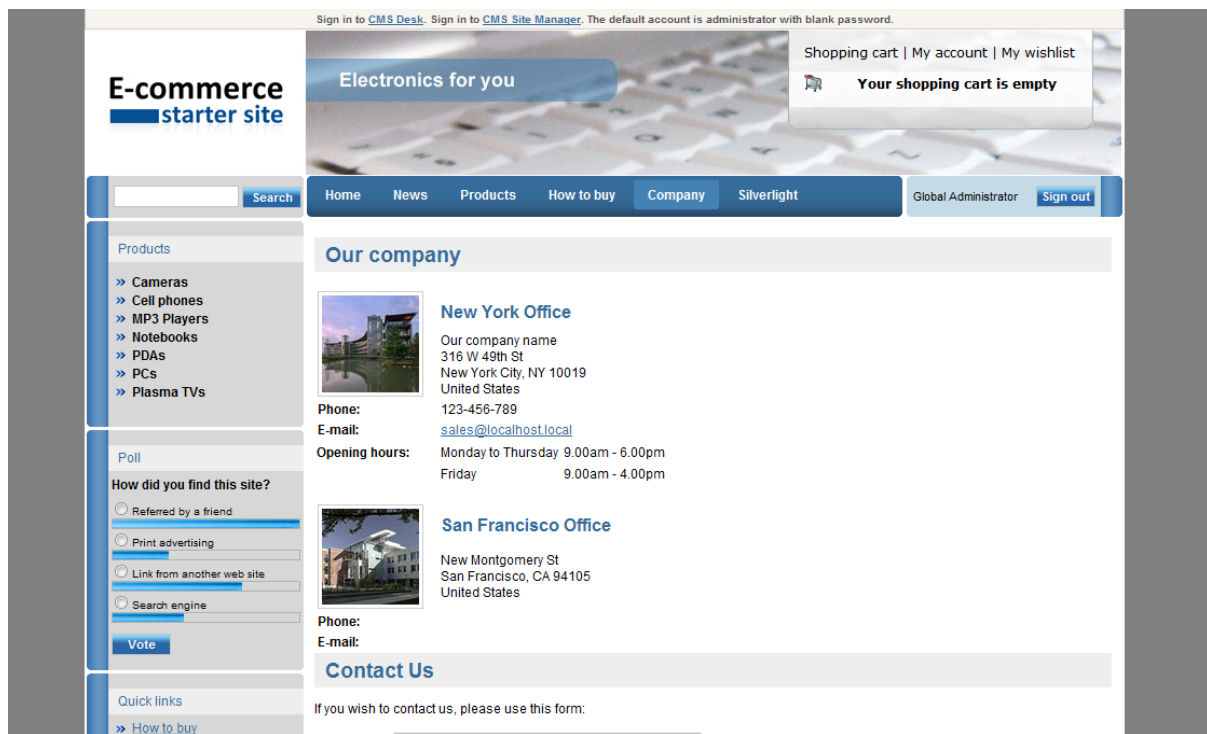 Sign in to CMS Desk. Sign in to CMS Site Manager. The default account is administrator with blank password.
E-commerce
starter site
Electronics for you
Shopping cart | My account | My wishlist
Your shopping cart is empty
Search
Home News Products How to buy Company Silverlight
Global Administrator Sign out
Products
» Cameras
» Cell phones
» MP3 Players
» Notebooks
» PDAs
» PCs
» Plasma TVs
Poll
How did you find this site?
Referred by a friend
Print advertising
Link from another web site
Search engine
Vote
Quick links
» How to buy
Our company
New York Office
Our company name
316 W 49th St
New York City, NY 10019
United States
Phone: 123-456-789
E-mail: sales@localhost.local
Opening hours: Monday to Thursday 9.00am - 6.00pm
Friday 9.00am - 4.00pm
San Francisco Office
New Montgomery St
San Francisco, CA 94105
United States
Phone:
E-mail:
Contact Us
If you wish to contact us, please use this form: